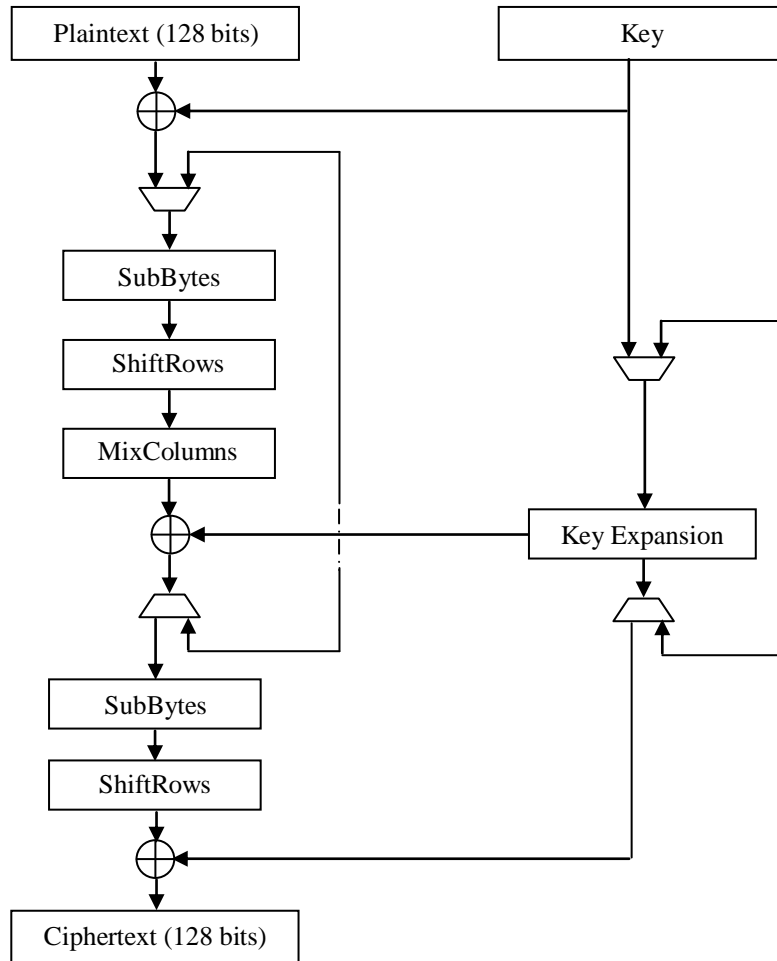 Plaintext (128 bits)
Key
SubBytes
ShiftRows
MixColumns
Key Expansion
SubBytes
ShiftRows
Ciphertext (128 bits)